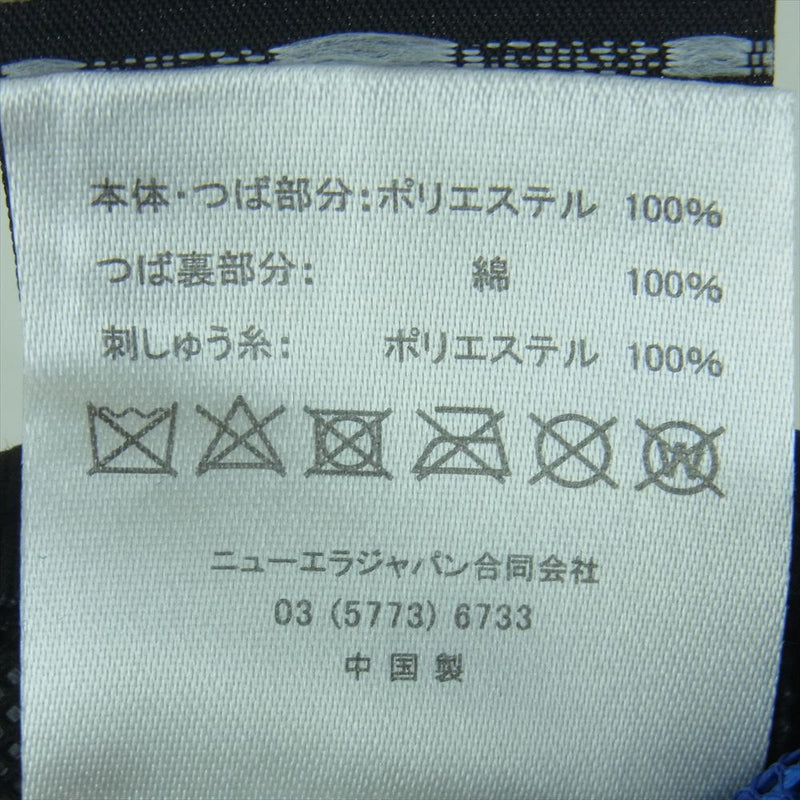 本体・つば部分：ポリエステル 100%
つば裏部分： 綿 100%
刺しゅう糸： ポリエステル 100%
W
ニューエラジャパン合同会社
03 (5773) 6733
中国製